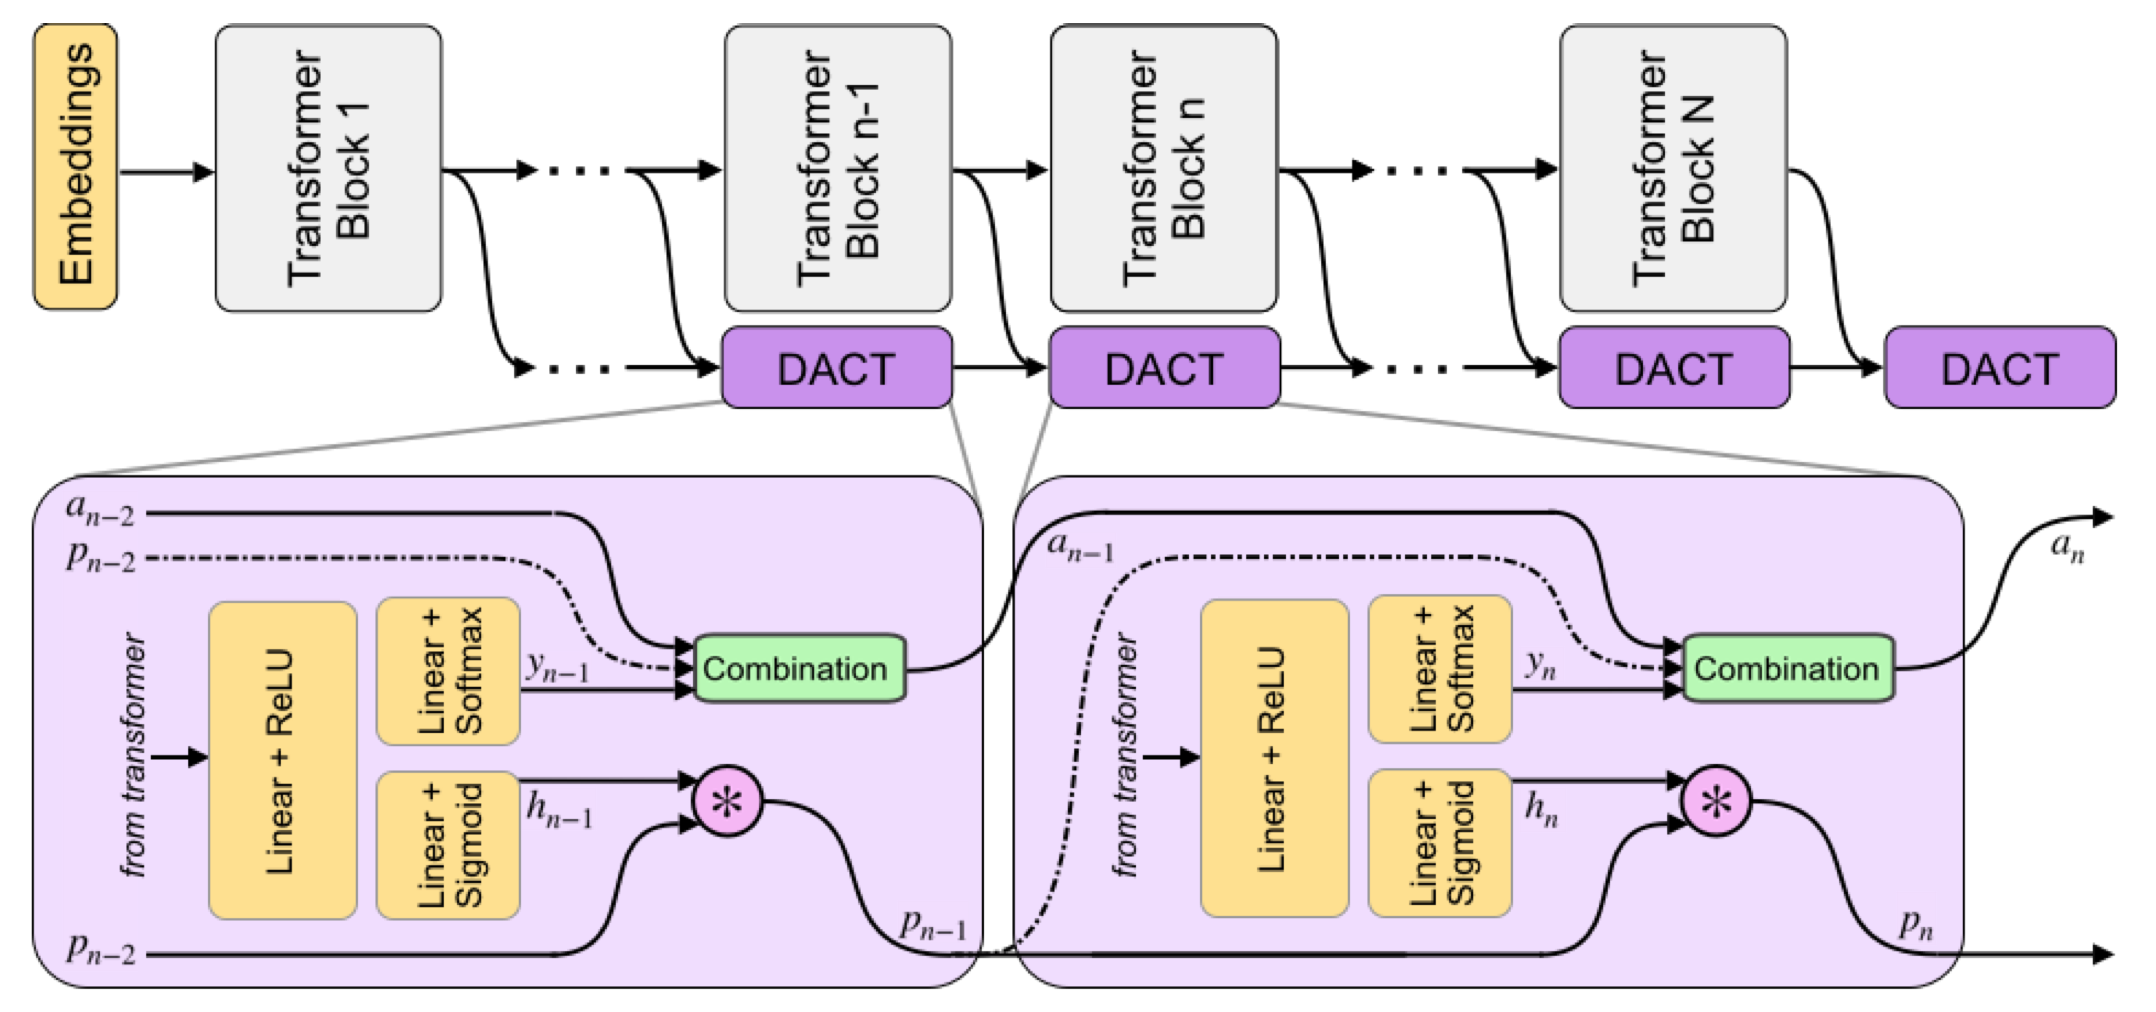 Embeddings
Transformer
Block 1
....
Transformer
Block n-1
Transformer
Block n
....
Transformer
Block N
....
DACT
DACT
....
DACT
DACT
a_{n-2}
p_{n-2}
from transformer
Linear + ReLU
Linear +
Softmax
y_{n-1}
Combination
Linear +
Sigmoid
h_{n-1}
*
p_{n-2}
p_{n-1}
a_{n-1}
from transformer
Linear + ReLU
Linear +
Softmax
y_n
Combination
Linear +
Sigmoid
h_n
*
a_n
p_n